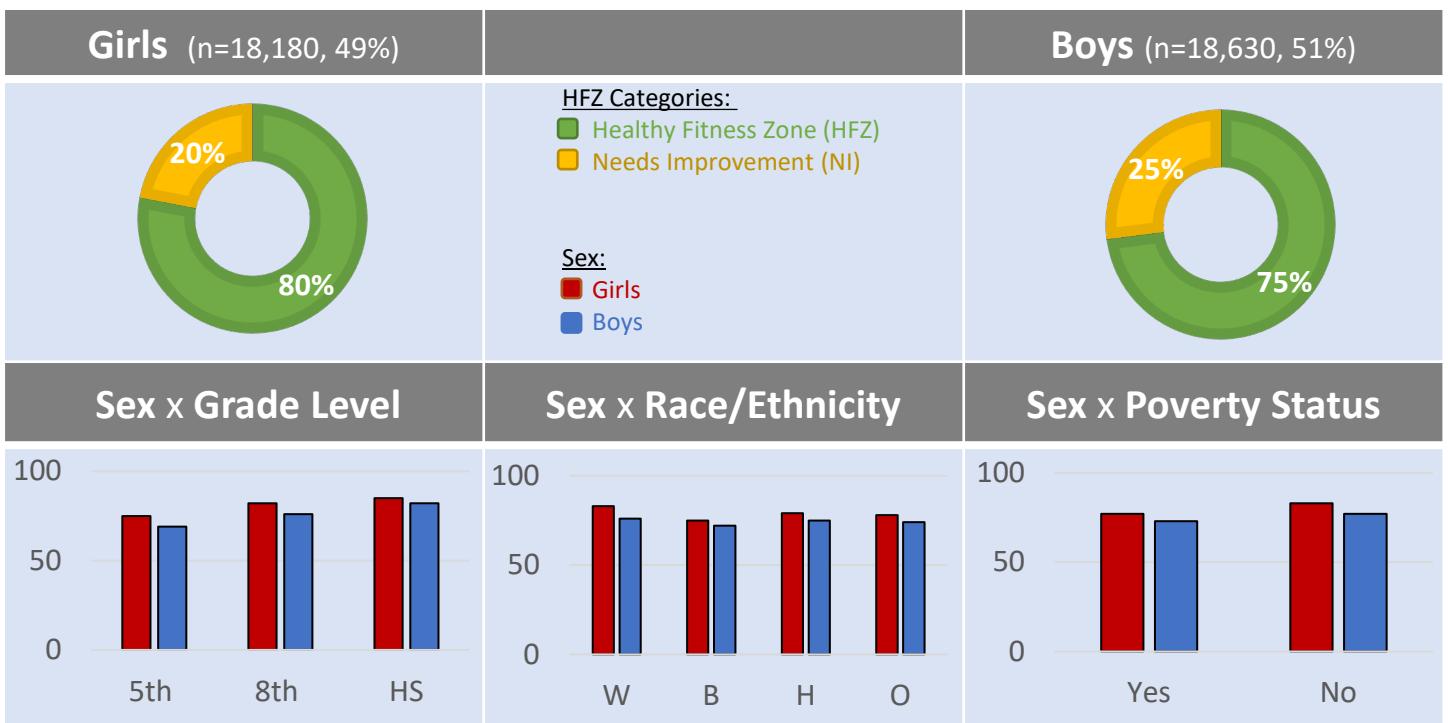 Girls (n=18,180, 49%)
Boys (n=18,630, 51%)
20%
80%
HFZ Categories:
Healthy Fitness Zone (HFZ)
Needs Improvement (NI)
Sex:
Girls
Boys
25%
75%
Sex x Grade Level
Sex x Race/Ethnicity
Sex x Poverty Status
100
50
0
5th 8th HS
100
50
0
W B H O
100
50
0
Yes No